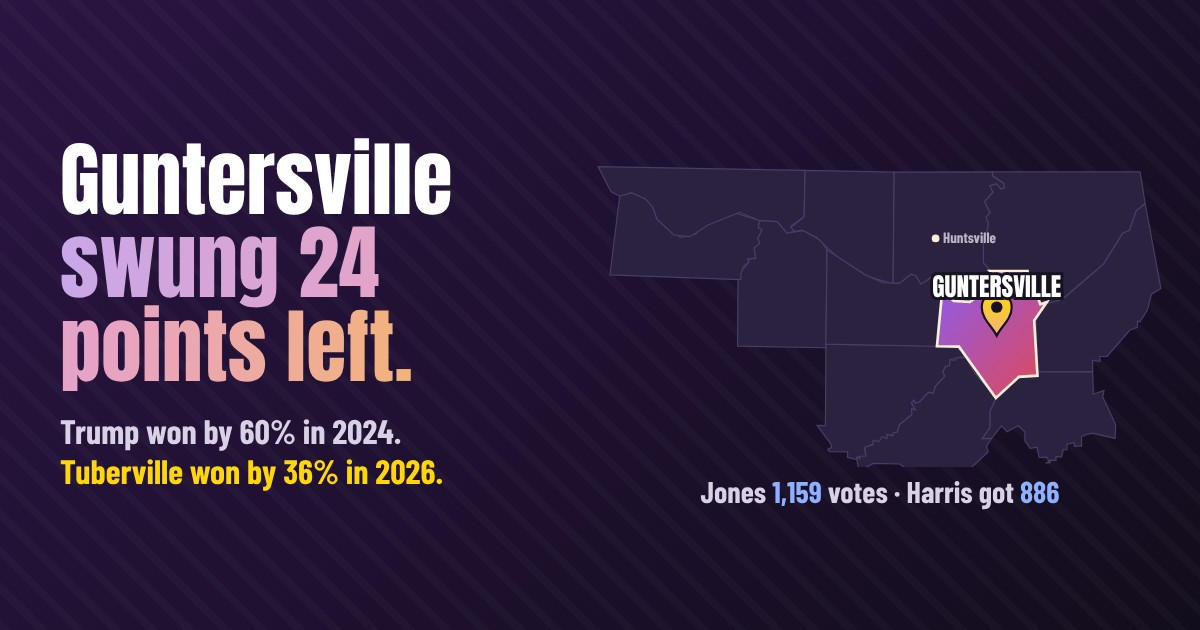 Guntersville
swung 24
points left.
Trump won by 60% in 2024.
Tuberville won by 36% in 2026.
Huntsville
GUNTERSVILLE
Jones 1,159 votes · Harris got 886